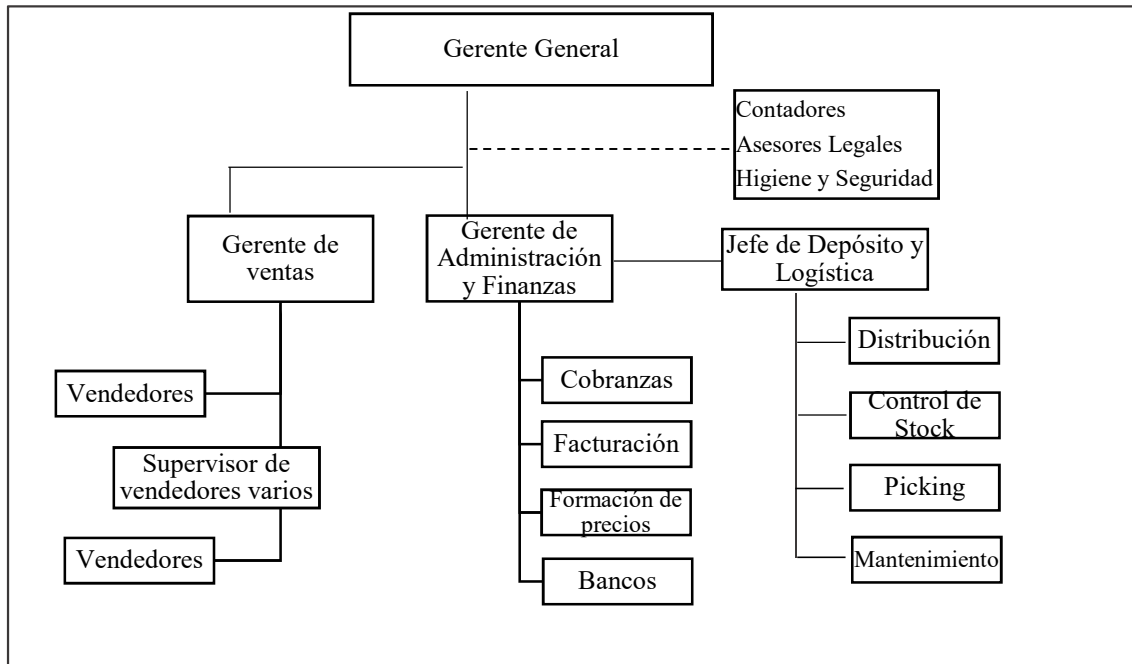 Gerente General
Contadores
Asesores Legales
Higiene y Seguridad
Gerente de
ventas
Gerente de
Administración
y Finanzas
Jefe de Depósito y
Logística
Vendedores
Supervisor de
vendedores varios
Vendedores
Cobranzas
Facturación
Formación de
precios
Bancos
Distribución
Control de
Stock
Picking
Mantenimiento